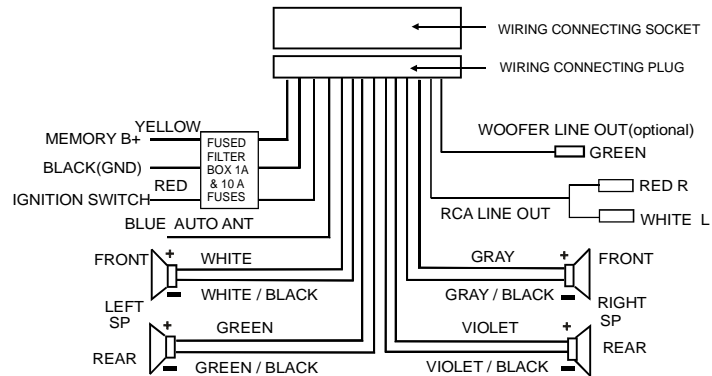 WIRING CONNECTING SOCKET
WIRING CONNECTING PLUG
YELLOW
MEMORY B+
BLACK(GND)
RED
IGNITION SWITCH
FUSED
FILTER
BOX 1A
& 10 A
FUSES
BLUE AUTO ANT
WOOFER LINE OUT(optional)
GREEN
RED R
RCA LINE OUT
WHITE L
FRONT
+
WHITE
WHITE / BLACK
LEFT
SP
+
GREEN
REAR
GREEN / BLACK
GRAY
+
FRONT
GRAY / BLACK
RIGHT
SP
VIOLET
+
REAR
VIOLET / BLACK